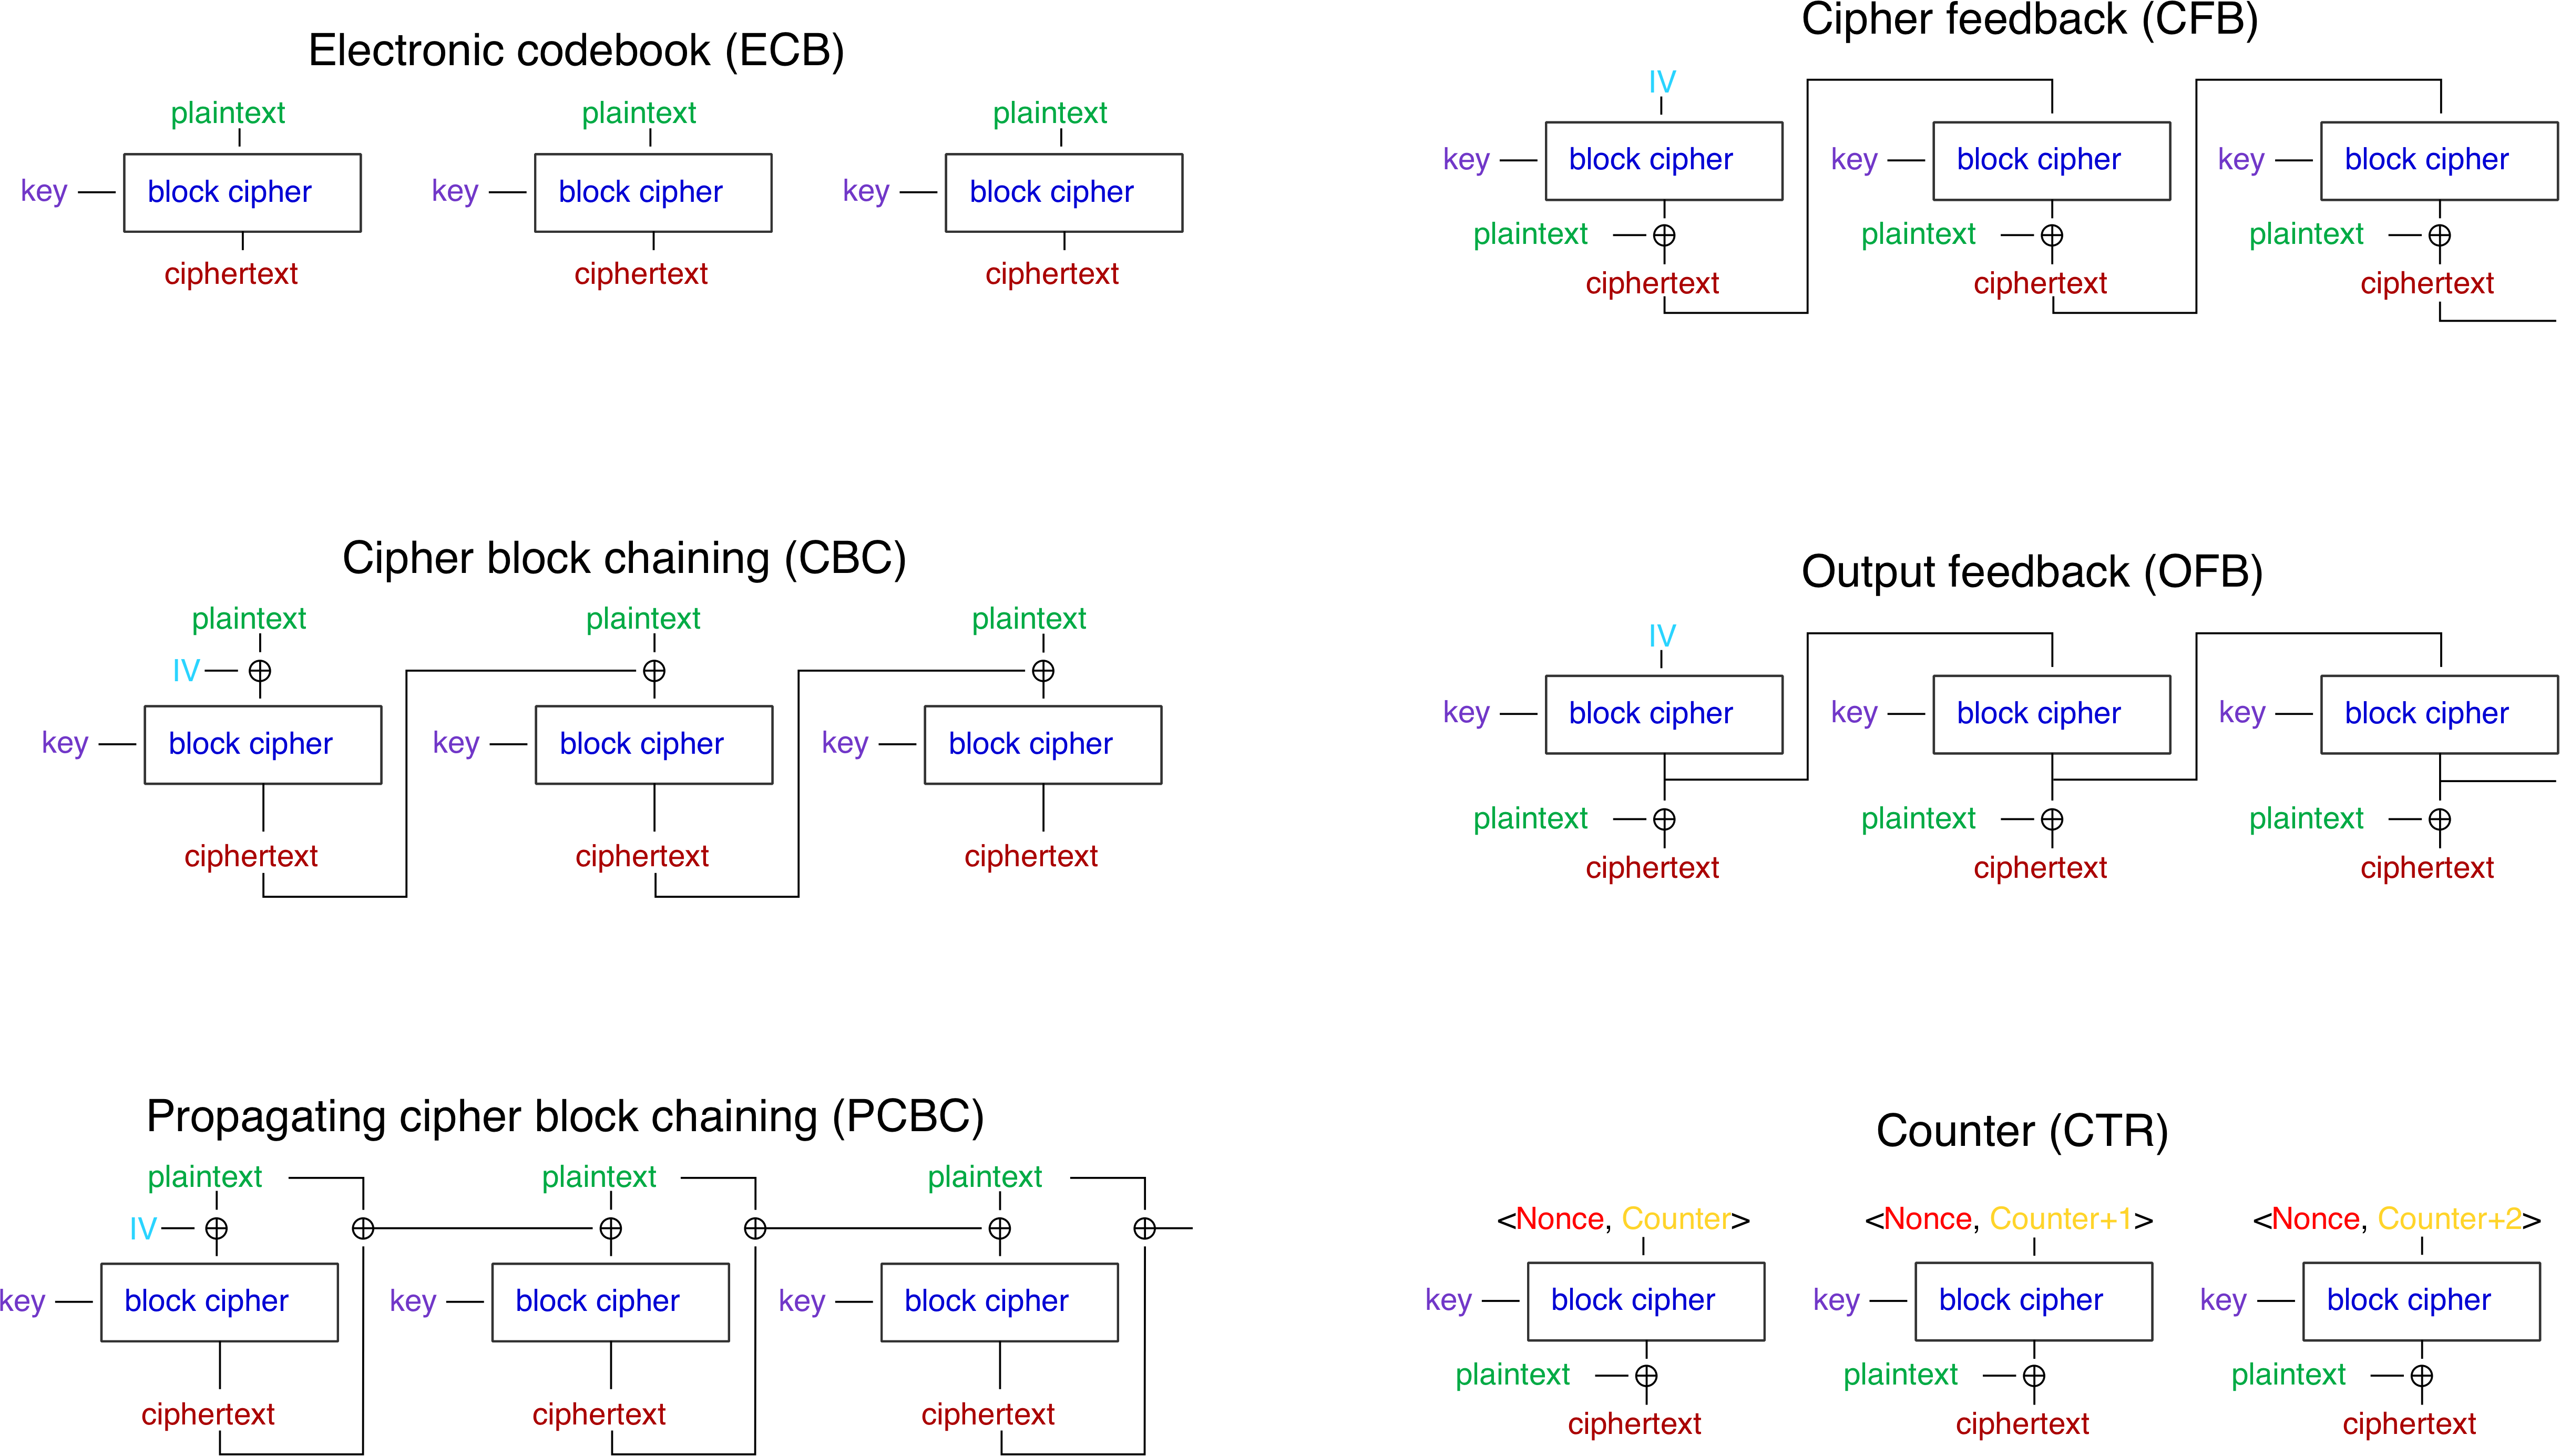 Electronic codebook (ECB)
plaintext plaintext plaintext
key block cipher key block cipher key block cipher
ciphertext ciphertext ciphertext
Cipher feedback (CFB)
IV
key block cipher key block cipher key block cipher
plaintext plaintext plaintext
ciphertext ciphertext ciphertext
Cipher block chaining (CBC)
plaintext plaintext plaintext
IV
key block cipher key block cipher key block cipher
ciphertext ciphertext ciphertext
Output feedback (OFB)
IV
key block cipher key block cipher key block cipher
plaintext plaintext plaintext
ciphertext ciphertext ciphertext
Propagating cipher block chaining (PCBC)
plaintext plaintext plaintext
IV
key block cipher key block cipher key block cipher
ciphertext ciphertext ciphertext
Counter (CTR)
<Nonce, Counter> <Nonce, Counter+1> <Nonce, Counter+2>
key block cipher key block cipher key block cipher
plaintext plaintext plaintext
ciphertext ciphertext ciphertext